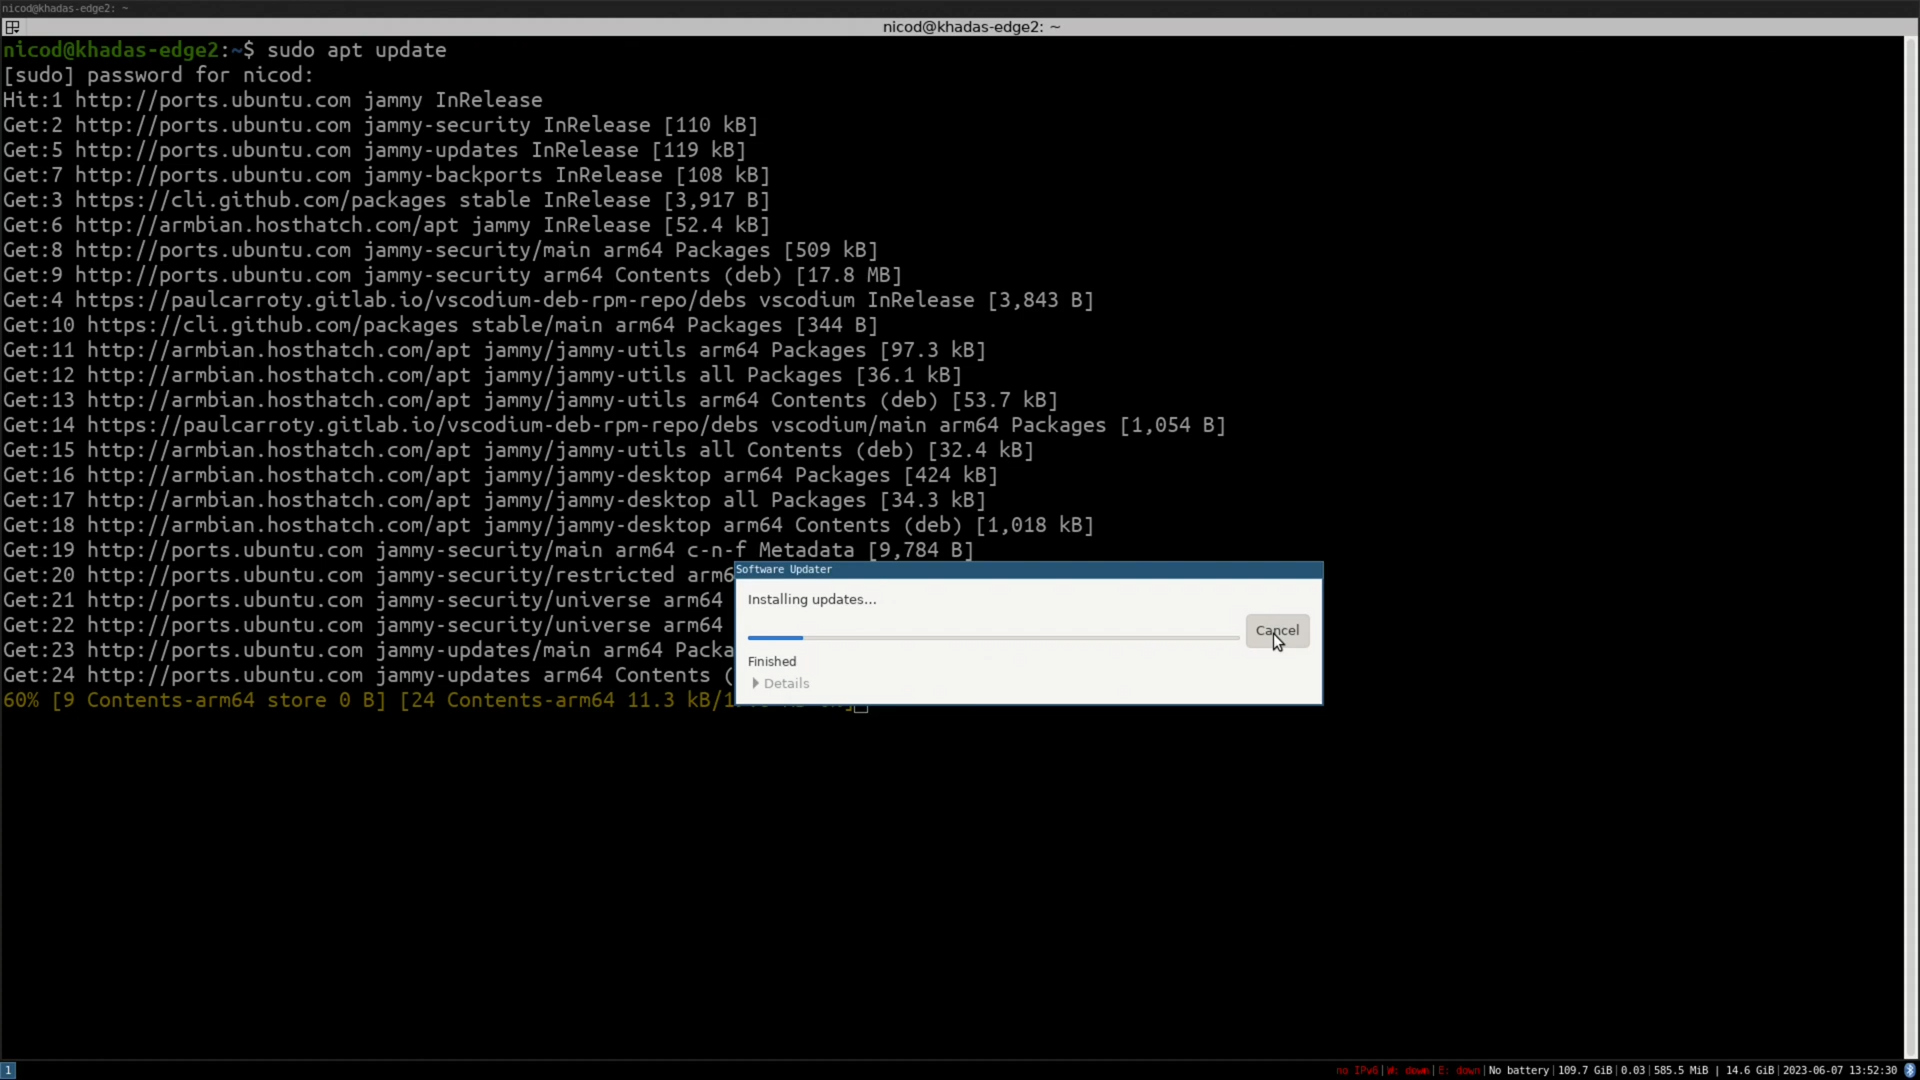 nicod@khadas-edge2: ~
nicod@khadas-edge2: ~
nicod@khadas-edge2:~$ sudo apt update
[sudo] password for nicod:
Hit:1 http://ports.ubuntu.com jammy InRelease
Get:2 http://ports.ubuntu.com jammy-security InRelease [110 kB]
Get:5 http://ports.ubuntu.com jammy-updates InRelease [119 kB]
Get:7 http://ports.ubuntu.com jammy-backports InRelease [108 kB]
Get:3 https://cli.github.com/packages stable InRelease [3,917 B]
Get:6 http://armbian.hosthatch.com/apt jammy InRelease [52.4 kB]
Get:8 http://ports.ubuntu.com jammy-security/main arm64 Packages [509 kB]
Get:9 http://ports.ubuntu.com jammy-security arm64 Contents (deb) [17.8 MB]
Get:4 https://paulcarroty.gitlab.io/vscodium-deb-rpm-repo/debs vscodium InRelease [3,843 B]
Get:10 https://cli.github.com/packages stable/main arm64 Packages [344 B]
Get:11 http://armbian.hosthatch.com/apt jammy/jammy-utils arm64 Packages [97.3 kB]
Get:12 http://armbian.hosthatch.com/apt jammy/jammy-utils all Packages [36.1 kB]
Get:13 http://armbian.hosthatch.com/apt jammy/jammy-utils arm64 Contents (deb) [53.7 kB]
Get:14 https://paulcarroty.gitlab.io/vscodium-deb-rpm-repo/debs vscodium/main arm64 Packages [1,054 B]
Get:15 http://armbian.hosthatch.com/apt jammy/jammy-utils all Contents (deb) [32.4 kB]
Get:16 http://armbian.hosthatch.com/apt jammy/jammy-desktop arm64 Packages [424 kB]
Get:17 http://armbian.hosthatch.com/apt jammy/jammy-desktop all Packages [34.3 kB]
Get:18 http://armbian.hosthatch.com/apt jammy/jammy-desktop arm64 Contents (deb) [1,018 kB]
Get:19 http://ports.ubuntu.com jammy-security/main arm64 c-n-f Metadata [9,784 B]
Get:20 http://ports.ubuntu.com jammy-security/restricted arm6
Get:21 http://ports.ubuntu.com jammy-security/universe arm64
Get:22 http://ports.ubuntu.com jammy-security/universe arm64
Get:23 http://ports.ubuntu.com jammy-updates/main arm64 Packa
Get:24 http://ports.ubuntu.com jammy-updates arm64 Contents (
60% [9 Contents-arm64 store 0 B] [24 Contents-arm64 11.3 kB/1
Software Updater
Installing updates...
Cancel
Finished
Details
1
no IPv6|W: down|E: down|No battery|109.7 GiB|0.03|585.5 MiB | 14.6 GiB|2023-06-07 13:52:30